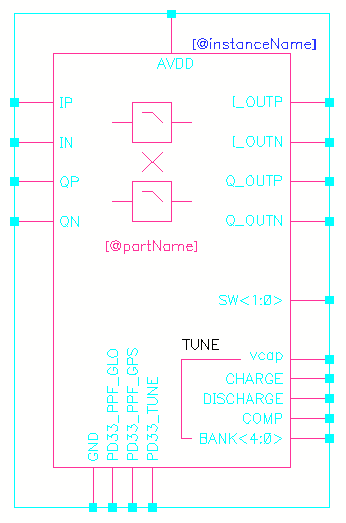 [@instanceName]
AVDD
IP
I_OUTP
IN
I_OUTN
QP
Q_OUTP
QN
Q_OUTN
[@partName]
SW<1:0>
TUNE
vcap
CHARGE
DISCHARGE
COMP
BANK<4:0>
GND
PD33_PPF_GLO
PD33_PPF_GPS
PD33_TUNE